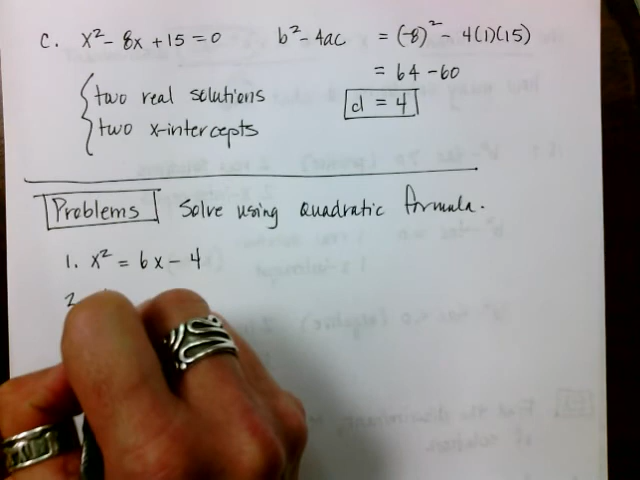 c. x² - 8x + 15 = 0 b² - 4ac = (-8)² - 4(1)(15)
= 64 - 60
two real solutions d = 4
two x-intercepts
Problems Solve using quadratic formula.
1. x² = 6x - 4
2.